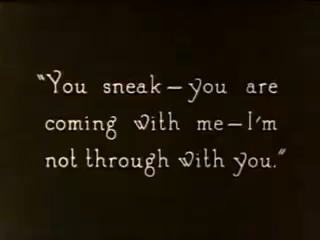 "You sneak — you are
coming with me — I'm
not through with you."